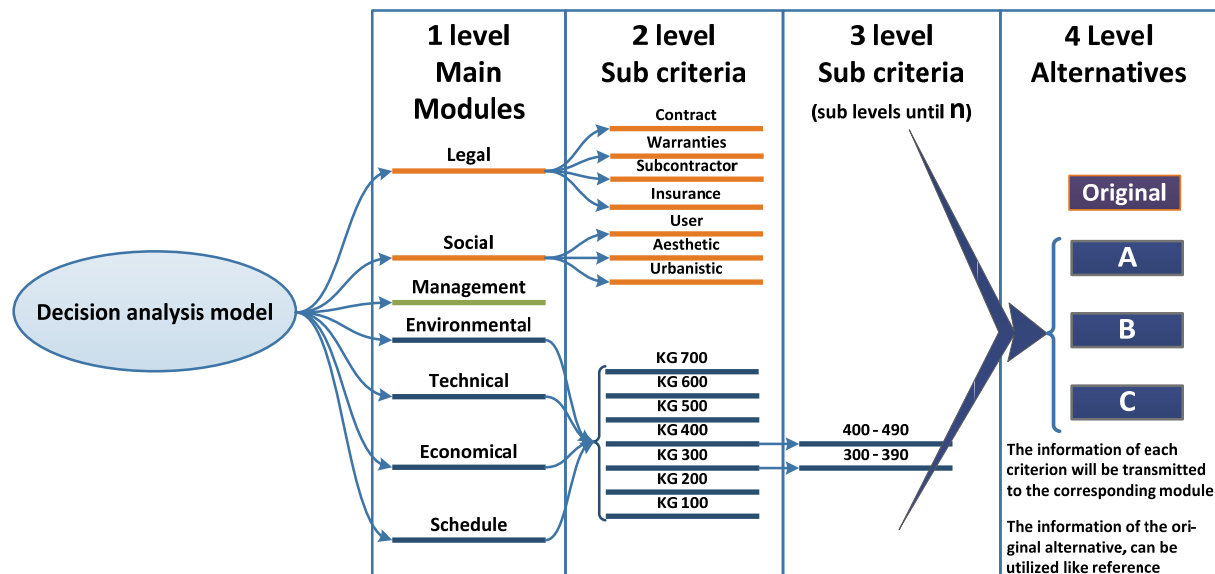 1 level
Main
Modules
2 level
Sub criteria
3 level
Sub criteria
(sub levels until n)
4 Level
Alternatives
Decision analysis model
Legal
Social
Management
Environmental
Technical
Economical
Schedule
Contract
Warranties
Subcontractor
Insurance
User
Aesthetic
Urbanistic
KG 700
KG 600
KG 500
KG 400
KG 300
KG 200
KG 100
400 - 490
300 - 390
Original
A
B
C
The information of each
criterion will be transmitted
to the corresponding module
The information of the ori-
ginal alternative, can be
utilized like reference